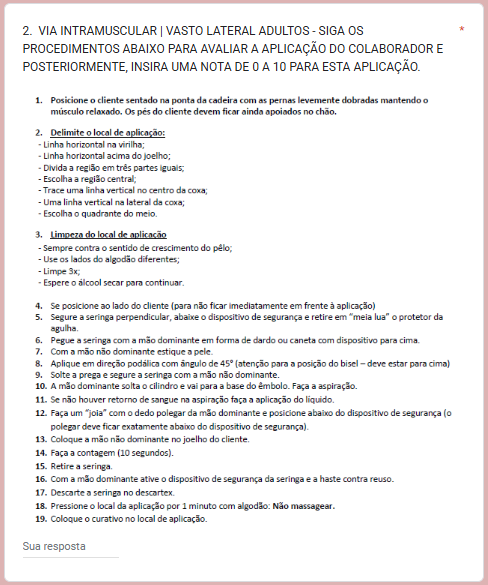 2. VIA INTRAMUSCULAR | VASTO LATERAL ADULTOS - SIGA OS *
PROCEDIMENTOS ABAIXO PARA AVALIAR A APLICAÇÃO DO COLABORADOR E
POSTERIORMENTE, INSIRA UMA NOTA DE 0 A 10 PARA ESTA APLICAÇÃO.
1. Posicione o cliente sentado na ponta da cadeira com as pernas levemente dobradas mantendo o
músculo relaxado. Os pés do cliente devem ficar ainda apoiados no chão.
2. Delimite o local de aplicação:
- Linha horizontal na virilha;
- Linha horizontal acima do joelho;
- Divida a região em três partes iguais;
- Escolha a região central;
- Trace uma linha vertical no centro da coxa;
- Uma linha vertical na lateral da coxa;
- Escolha o quadrante do meio.
3. Limpeza do local de aplicação
- Sempre contra o sentido de crescimento do pêlo;
- Use os lados do algodão diferentes;
- Limpe 3x;
- Espere o álcool secar para continuar.
4. Se posicione ao lado do cliente (para não ficar imediatamente em frente à aplicação)
5. Segure a seringa perpendicular, abaixe o dispositivo de segurança e retire em "meia lua" o protetor da
agulha.
6. Pegue a seringa com a mão dominante em forma de dardo ou caneta com dispositivo para cima.
7. Com a mão não dominante estique a pele.
8. Aplique em direção podálica com ângulo de 45° (atenção para a posição do bisel – deve estar para cima)
9. Solte a prega e segure a seringa com a mão não dominante.
10. A mão dominante solta o cilindro e vai para a base do êmbolo. Faça a aspiração.
11. Se não houver retorno de sangue na aspiração faça a aplicação do líquido.
12. Faça um "joia" com o dedo polegar da mão dominante e posicione abaixo do dispositivo de segurança (o
polegar deve ficar exatamente abaixo do dispositivo de segurança).
13. Coloque a mão não dominante no joelho do cliente.
14. Faça a contagem (10 segundos).
15. Retire a seringa.
16. Com a mão dominante ative o dispositivo de segurança da seringa e a haste contra reuso.
17. Descarte a seringa no descartex.
18. Pressione o local da aplicação por 1 minuto com algodão: Não massagear.
19. Coloque o curativo no local de aplicação.
Sua resposta